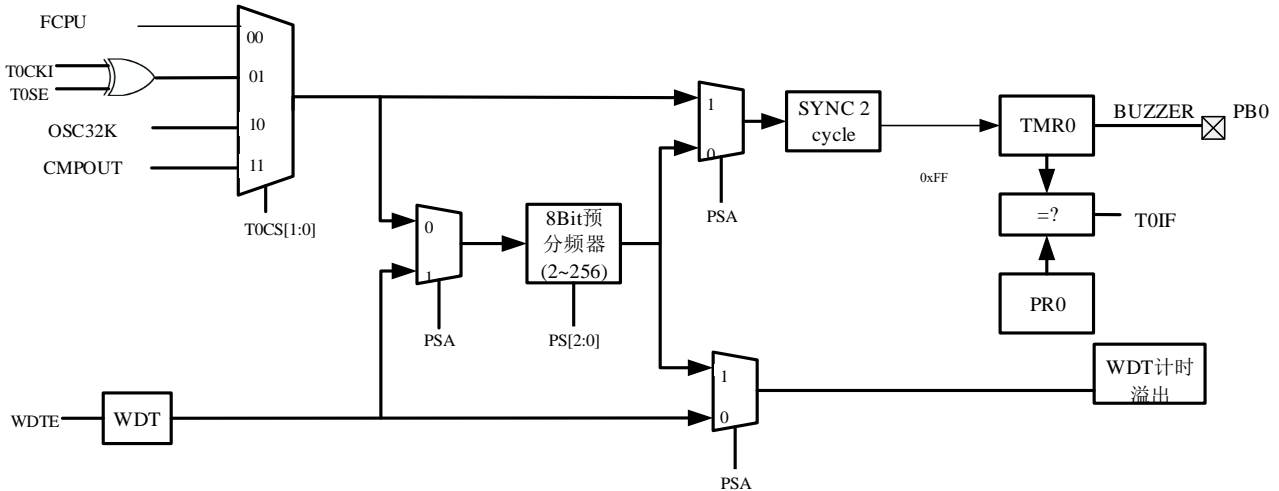 FCPU
T0CKI
T0SE
OSC32K
CMPOUT
00
01
10
11
T0CS[1:0]
0
1
PSA
8Bit预
分频器
(2~256)
PS[2:0]
1
0
PSA
SYNC 2
cycle
0xFF
TMR0
BUZZER
PB0
=?
T0IF
PR0
WDTE
WDT
1
0
PSA
WDT计时
溢出